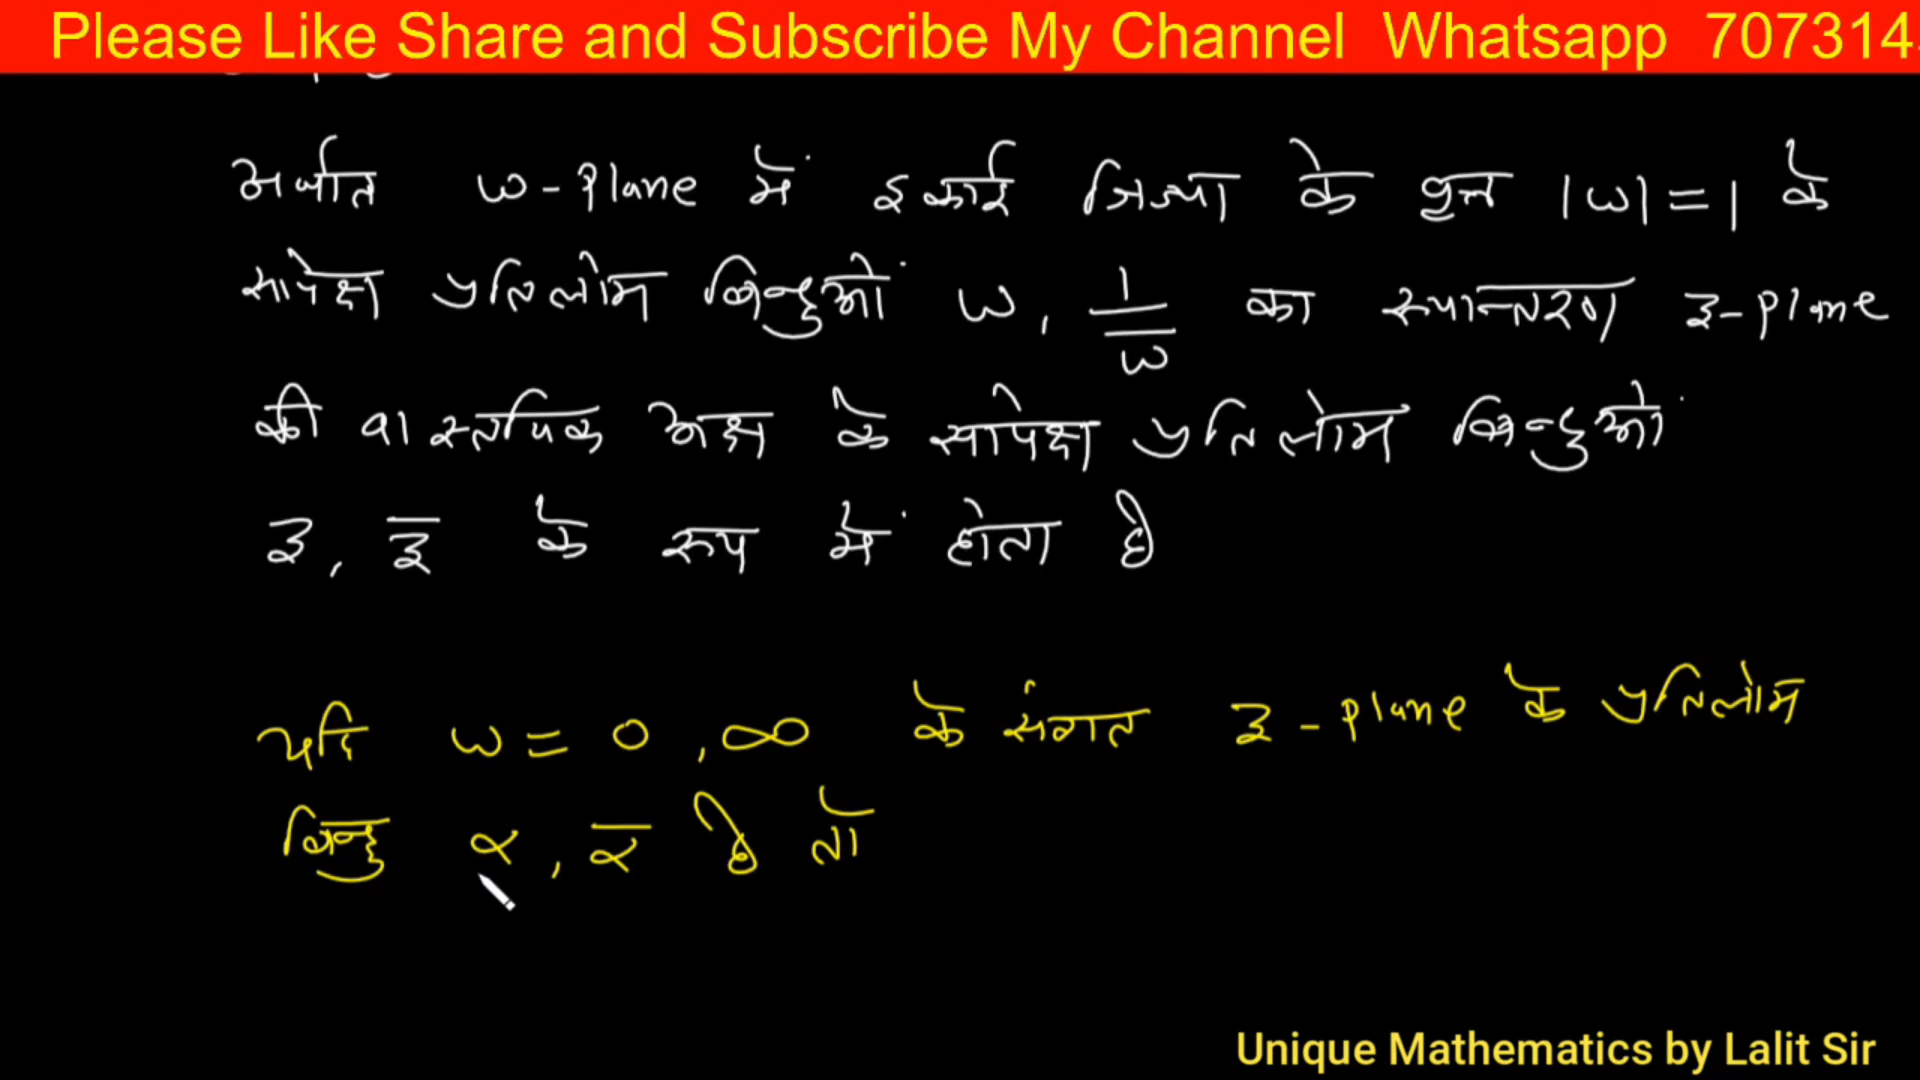 Please Like Share and Subscribe My Channel Whatsapp 707314
अर्थात w-plane में इकाई त्रिज्या के वृत्त |w|=1 के
सापेक्ष प्रतिलोम बिन्दुओं w, 1/w̅ का रूपान्तरण z-plane
की वास्तविक अक्ष के सापेक्ष प्रतिलोम बिन्दुओं
z, z̅ के रूप में होता है
यदि w = 0, ∞ के संगत z-plane के प्रतिलोम
बिन्दु α, α̅ है तो
Unique Mathematics by Lalit Sir